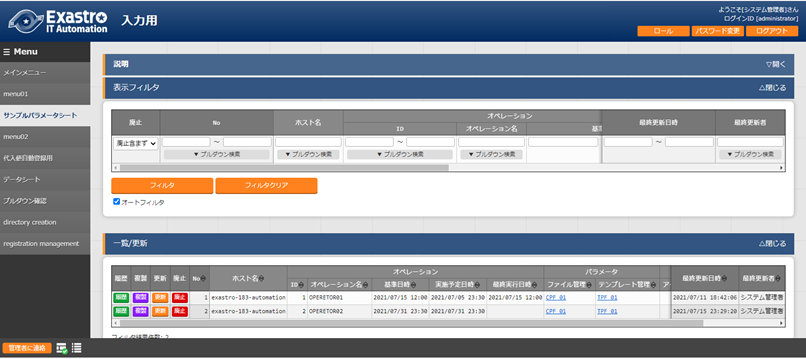 Exastro
IT Automation
入力用
ようこそ[システム管理者]さん
ログインID [administrator]
ロール パスワード変更 ログアウト
☰ Menu
メインメニュー
menu01
サンプルパラメータシート
menu02
代入値自動登録用
データシート
プルダウン確認
directory creation
registration management
説明 ▽開く
表示フィルタ △閉じる
廃止 No ホスト名 オペレーション 最終更新日時 最終更新者
ID オペレーション名 基準
廃止含まず ～ ～ ～
▼ プルダウン検索 ▼ プルダウン検索 ▼ プルダウン検索 ▼ プルダウン検索 ▼ プルダウン検索
フィルタ フィルタクリア
オートフィルタ
一覧/更新 △閉じる
履歴 複製 更新 廃止 No ホスト名 オペレーション パラメータ 最終更新日時 最終更新者
ID オペレーション名 基準日時 実施予定日時 最終実行日時 ファイル管理 テンプレート管理 アー
履歴 複製 更新 廃止 1 exastro-183-automation 1 OPERETOR01 2021/07/15 12:00 2021/07/05 23:30 2021/07/15 12:00 CPF_01 TPF_01 2021/07/11 18:42:06 システム管理者
履歴 複製 更新 廃止 2 exastro-183-automation 2 OPERETOR02 2021/07/31 23:30 2021/07/31 23:30 CPF_01 TPF_01 2021/07/15 23:29:20 システム管理者
フィルタ結果件数: 2
管理者に連絡